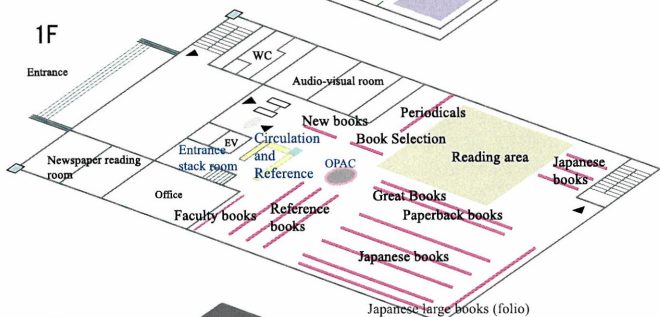 1F
Entrance
WC
Audio-visual room
Periodicals
New books
Book Selection
Reading area
Japanese
books
EV
Circulation
and
Reference
Entrance
stack room
OPAC
Newspaper reading
room
Office
Great Books
Paperback books
Faculty books
Reference
books
Japanese books
Japanese large books (folio)